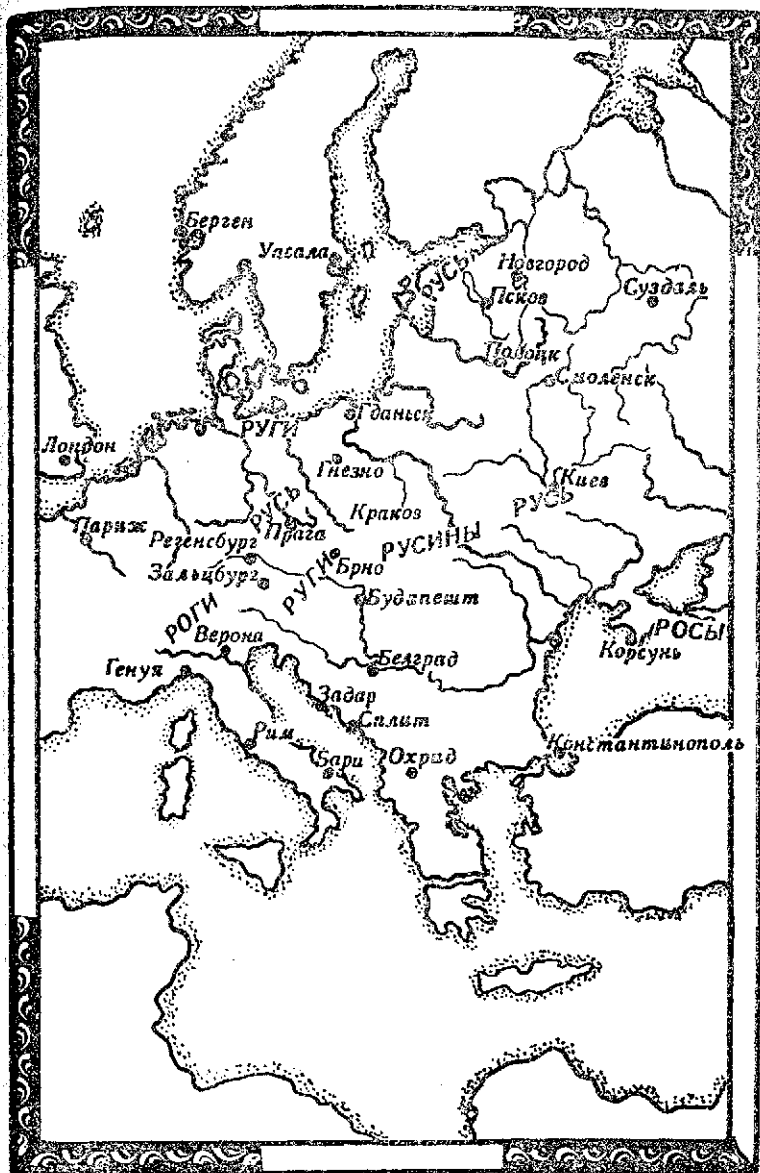 Берген
Упсала
РУСЬ
Новгород
Псков
Суздаль
Полоцк
Смоленск
Гданьск
РУГИ
Лондон
Гнезно
Киев
РУСЬ
РУСЬ
Краков
Париж
Прага
РУСИНЫ
Регенсбург
Брно
Зальцбург
РУГИ
Будапешт
РОГИ
Верона
РОСЫ
Корсунь
Генуя
Белград
Задар
Сплит
Рим
Константинополь
Бари
Охрид